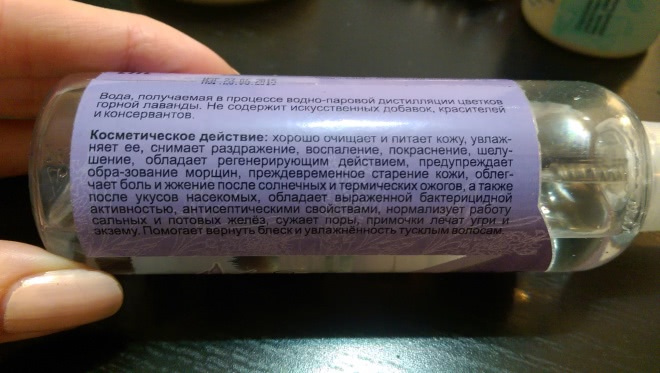 Вода, получаемая в процессе водно-паровой дистилляции цветков
горной лаванды. Не содержит искусственных добавок, красителей
и консервантов.
Косметическое действие: хорошо очищает и питает кожу, увлаж-
няет ее, снимает раздражение, воспаление, покраснение, шелу-
шение, обладает регенерирующим действием, предупреждает
обра-зование морщин, преждевременное старение кожи, облег-
чает боль и жжение после солнечных и термических ожогов, а также
после укусов насекомых, обладает выраженной бактерицидной
активностью, антисептическими свойствами, нормализует работу
сальных и потовых желёз, сужает поры, примочки лечат угри и
экзему. Помогает вернуть блеск и увлажнённость тусклым волосам.